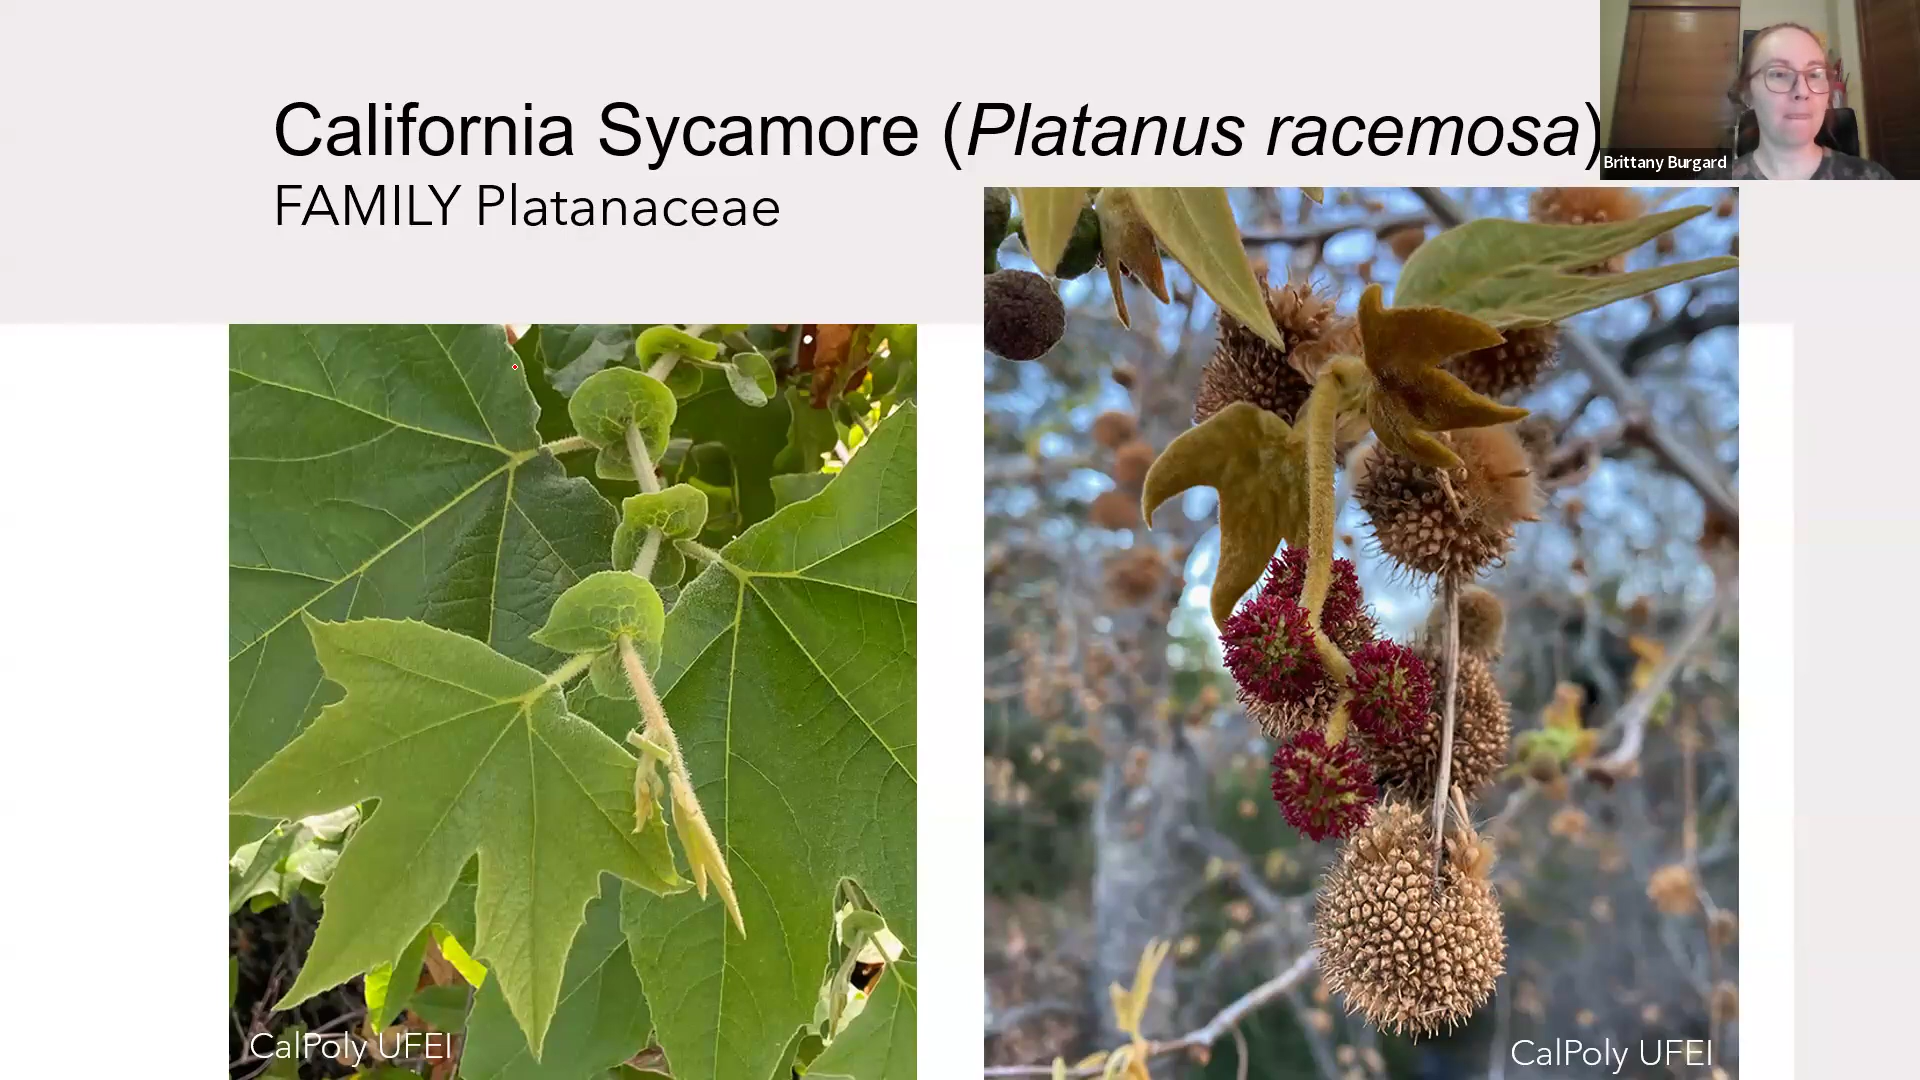 California Sycamore (Platanus racemosa)
FAMILY Platanaceae
Brittany Burgard
CalPoly UFEI
CalPoly UFEI